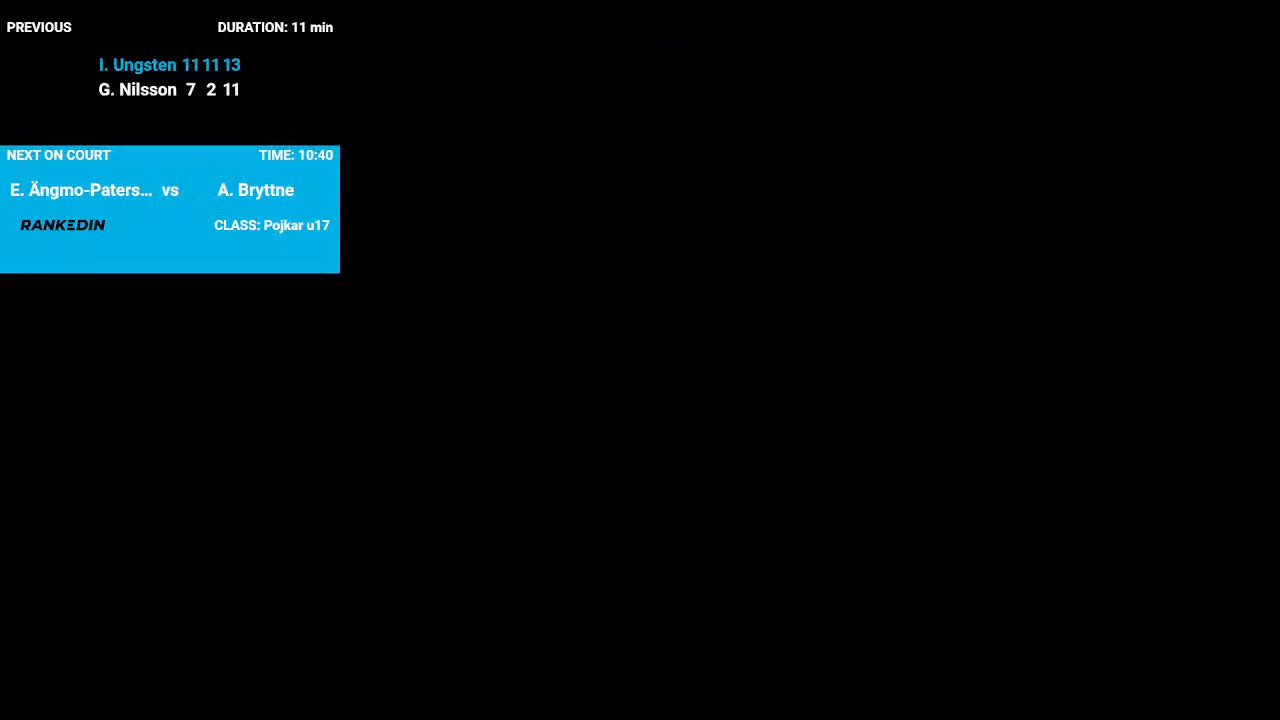 PREVIOUS DURATION: 11 min
I. Ungsten 11 11 13
G. Nilsson 7 2 11
NEXT ON COURT TIME: 10:40
E. Ängmo-Paters... vs A. Bryttne
RANKEDIN CLASS: Pojkar u17